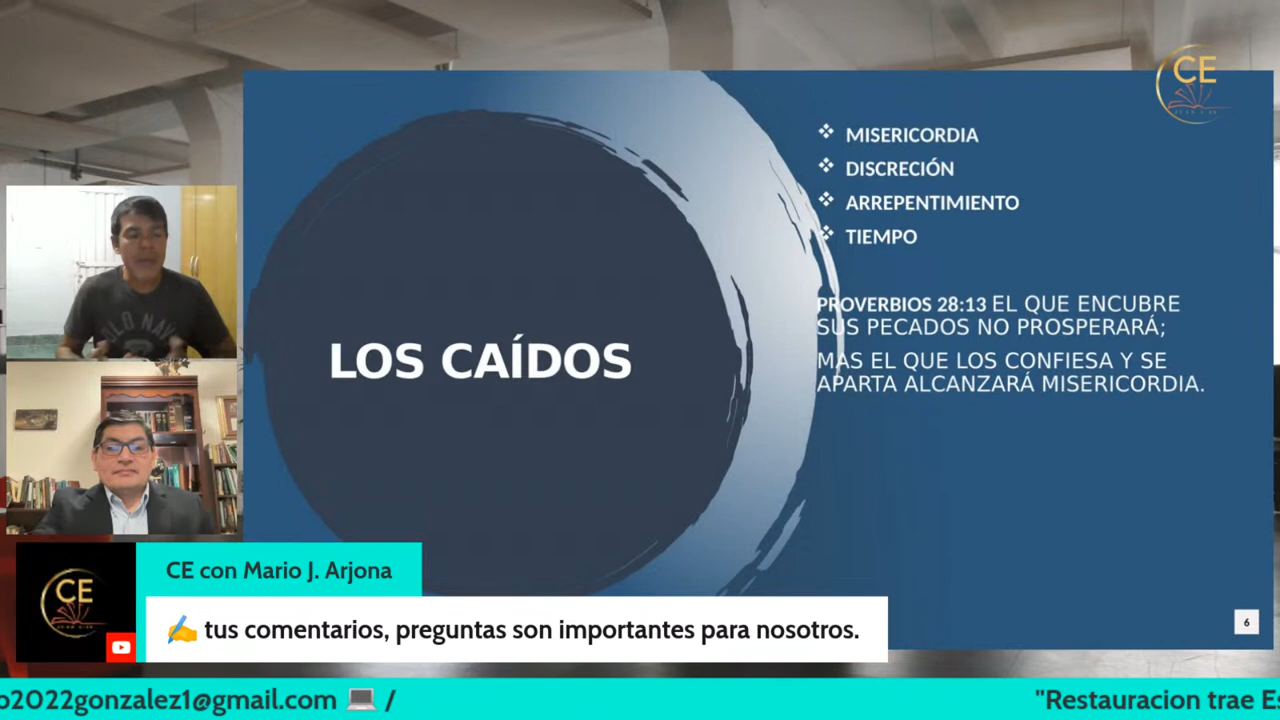 CE
MISERICORDIA
DISCRECIÓN
ARREPENTIMIENTO
TIEMPO
PROVERBIOS 28:13 EL QUE ENCUBRE
SUS PECADOS NO PROSPERARÁ;
MAS EL QUE LOS CONFIESA Y SE
APARTA ALCANZARÁ MISERICORDIA.
LOS CAÍDOS
CE
CE con Mario J. Arjona
✍️ tus comentarios, preguntas son importantes para nosotros.
6
o2022gonzalez1@gmail.com 💻 /
"Restauracion trae Es